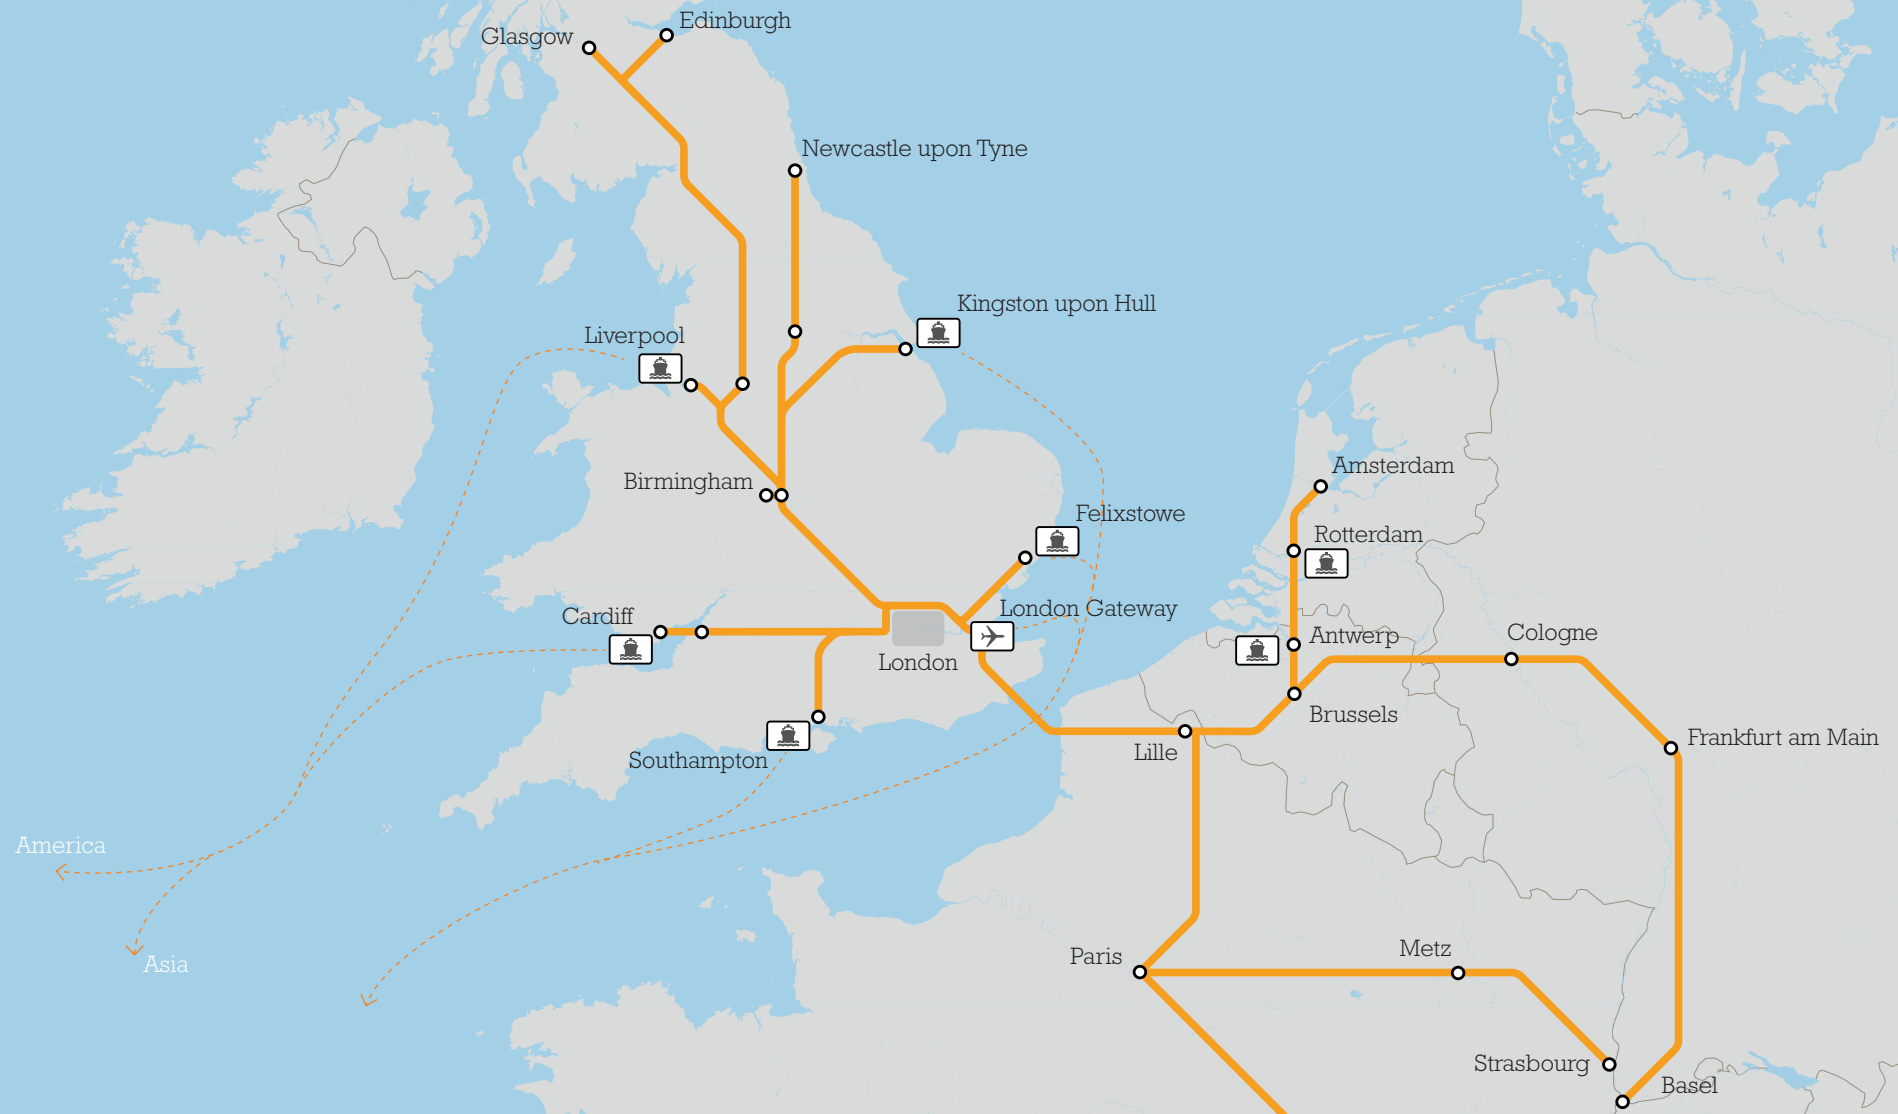 Edinburgh
Glasgow
Newcastle upon Tyne
Kingston upon Hull
Liverpool
Amsterdam
Birmingham
Felixstowe
Rotterdam
London Gateway
Cardiff
Cologne
Antwerp
London
Brussels
Frankfurt am Main
Lille
Southampton
America
Metz
Paris
Asia
Strasbourg
Basel